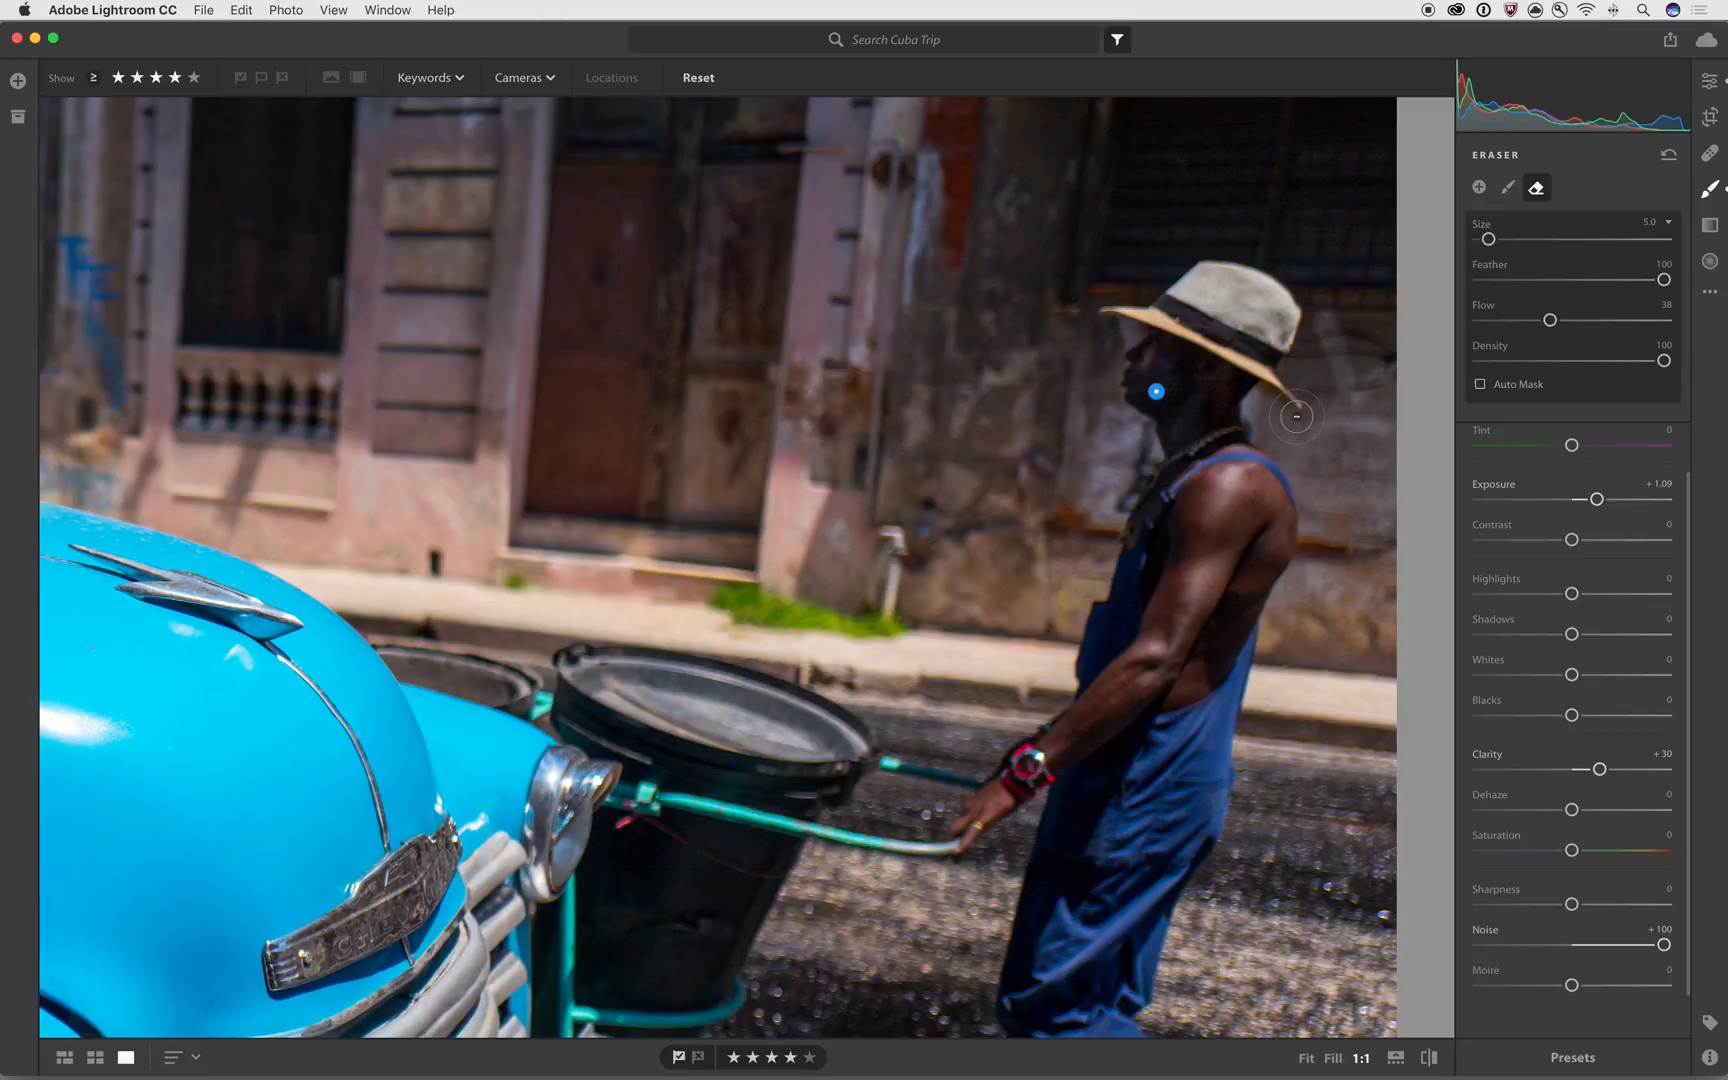 Adobe Lightroom CC File Edit Photo View Window Help
Search Cuba Trip
Show ≥ ★★★★★ Keywords Cameras Locations Reset
ERASER
Size 5.0
Feather 100
Flow 38
Density 100
Auto Mask
Tint 0
Exposure + 1.09
Contrast 0
Highlights 0
Shadows 0
Whites 0
Blacks 0
Clarity + 30
Dehaze 0
Saturation 0
Sharpness 0
Noise + 100
Moiré 0
Fit Fill 1:1 Presets